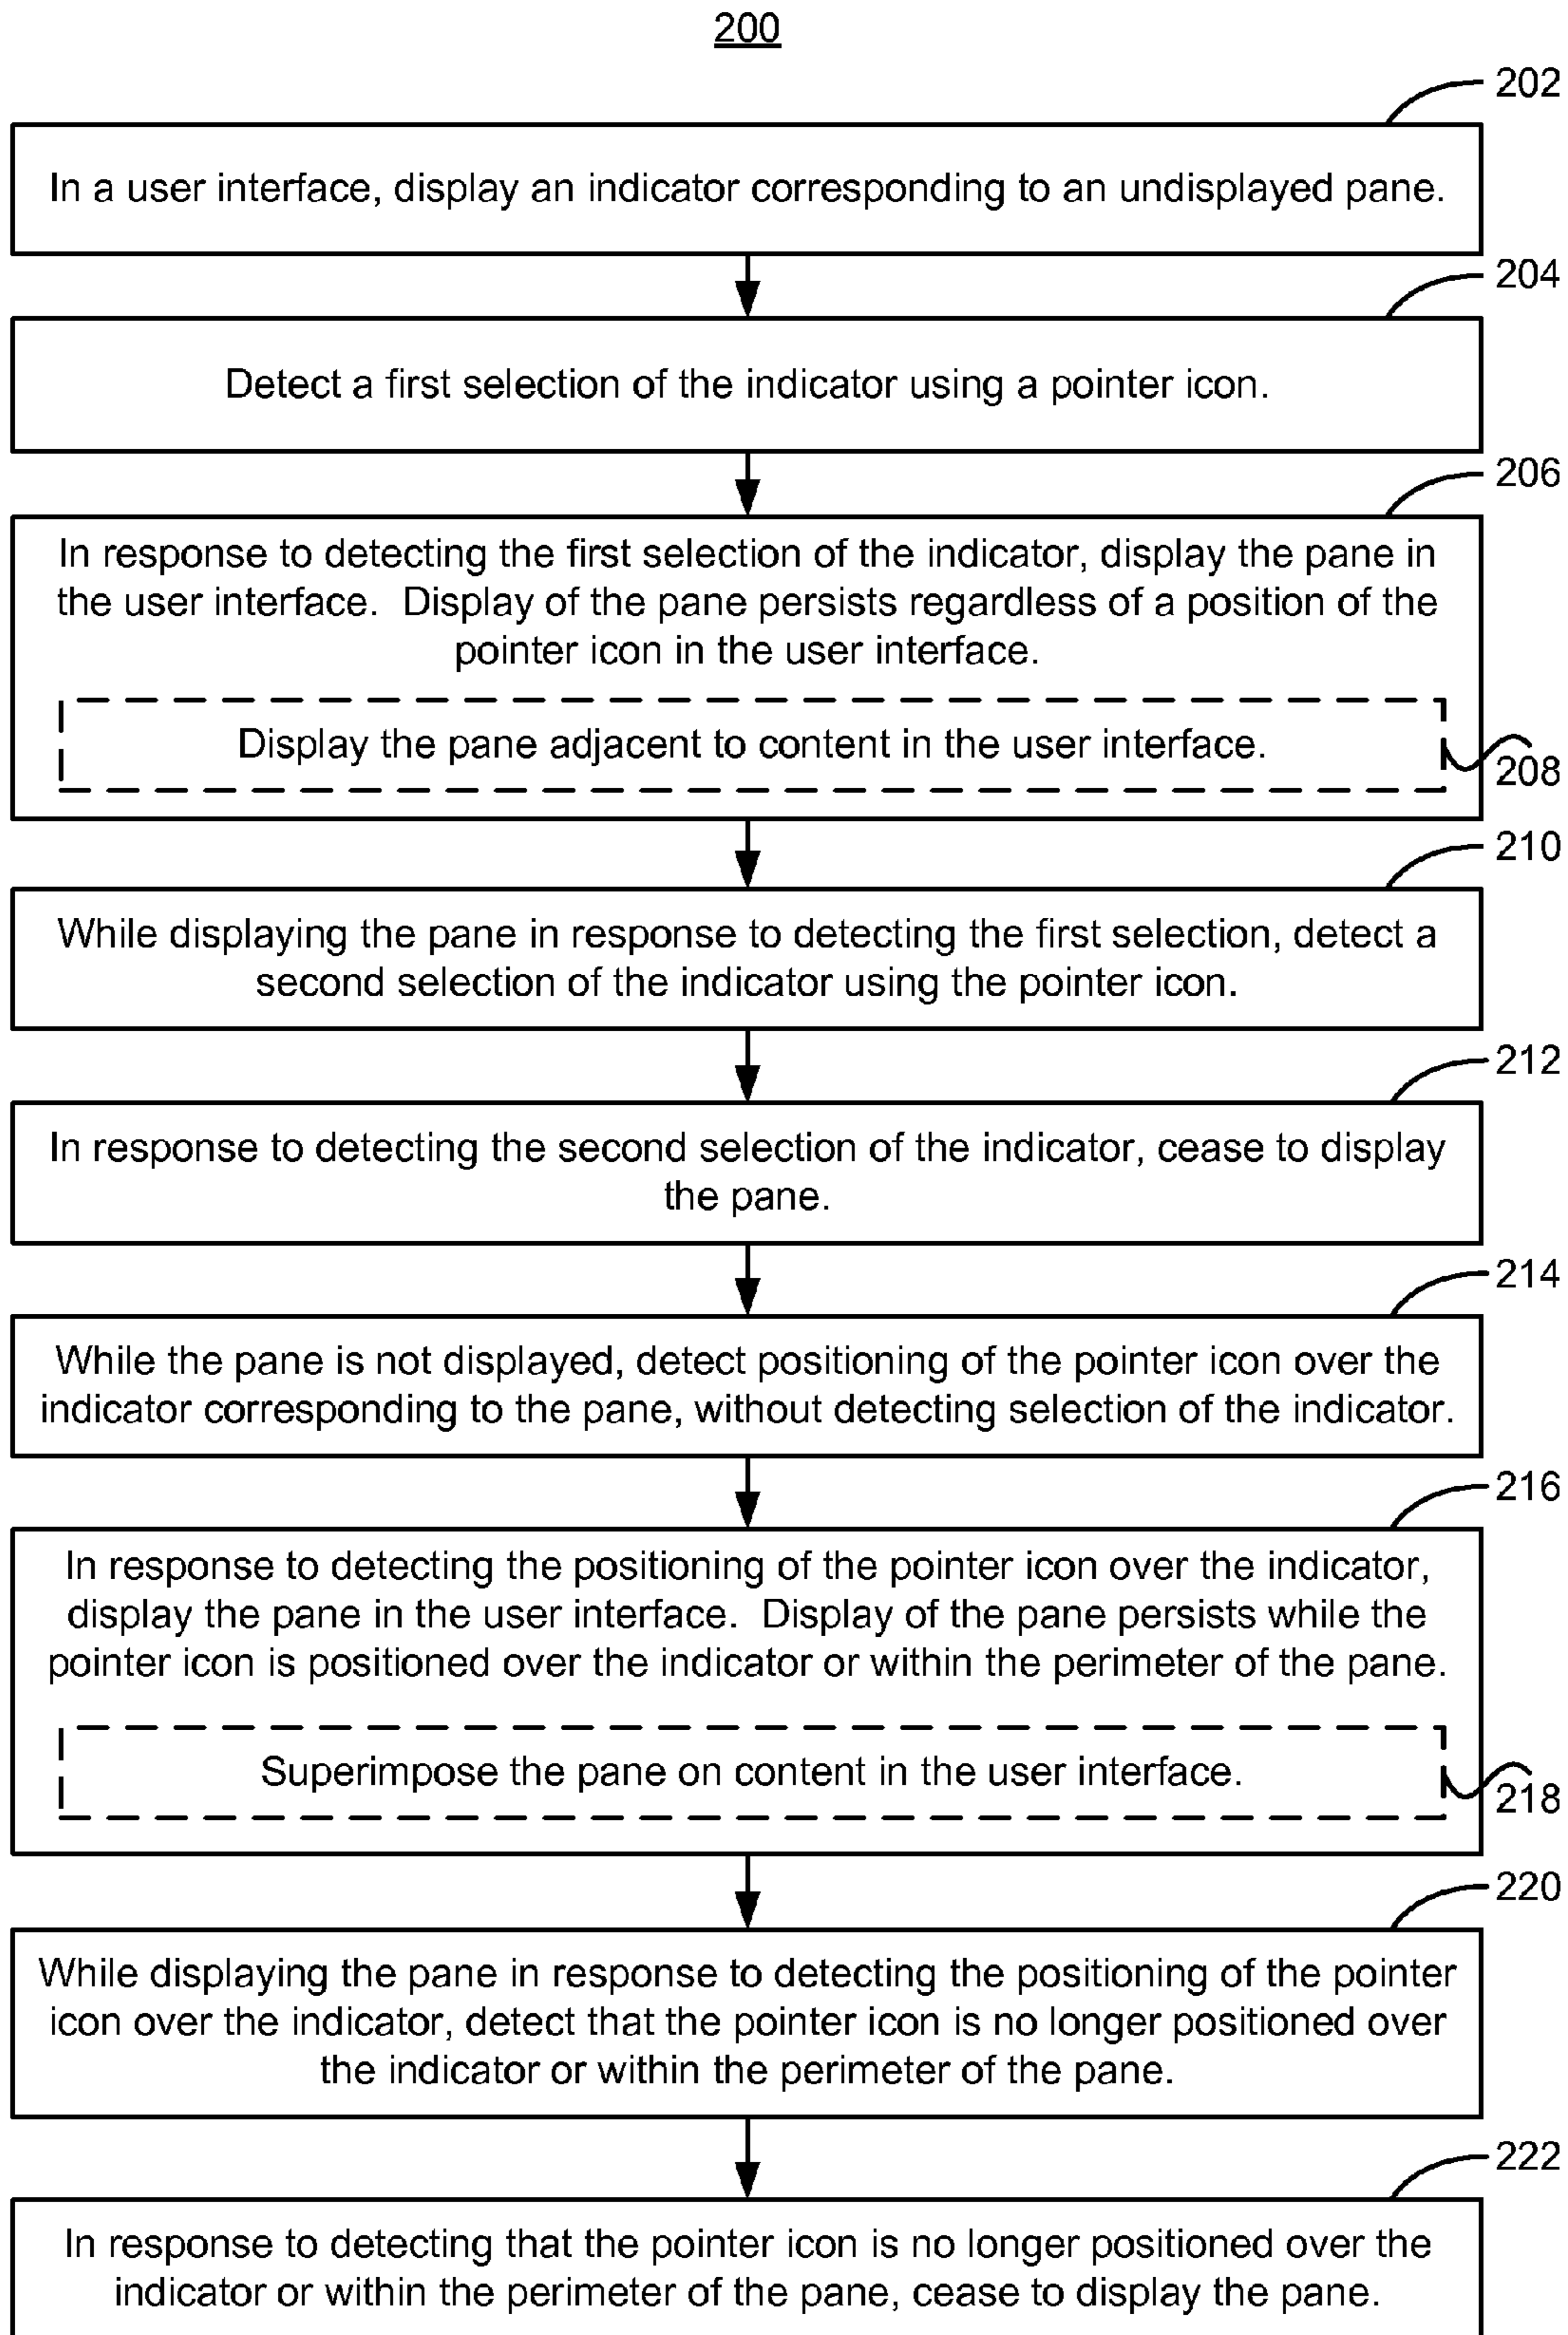 200
202
In a user interface, display an indicator corresponding to an undisplayed pane.
204
Detect a first selection of the indicator using a pointer icon.
206
In response to detecting the first selection of the indicator, display the pane in
the user interface.  Display of the pane persists regardless of a position of the
pointer icon in the user interface.
Display the pane adjacent to content in the user interface.
208
210
While displaying the pane in response to detecting the first selection, detect a
second selection of the indicator using the pointer icon.
212
In response to detecting the second selection of the indicator, cease to display
the pane.
214
While the pane is not displayed, detect positioning of the pointer icon over the
indicator corresponding to the pane, without detecting selection of the indicator.
216
In response to detecting the positioning of the pointer icon over the indicator,
display the pane in the user interface.  Display of the pane persists while the
pointer icon is positioned over the indicator or within the perimeter of the pane.
Superimpose the pane on content in the user interface.
218
220
While displaying the pane in response to detecting the positioning of the pointer
icon over the indicator, detect that the pointer icon is no longer positioned over
the indicator or within the perimeter of the pane.
222
In response to detecting that the pointer icon is no longer positioned over the
indicator or within the perimeter of the pane, cease to display the pane.